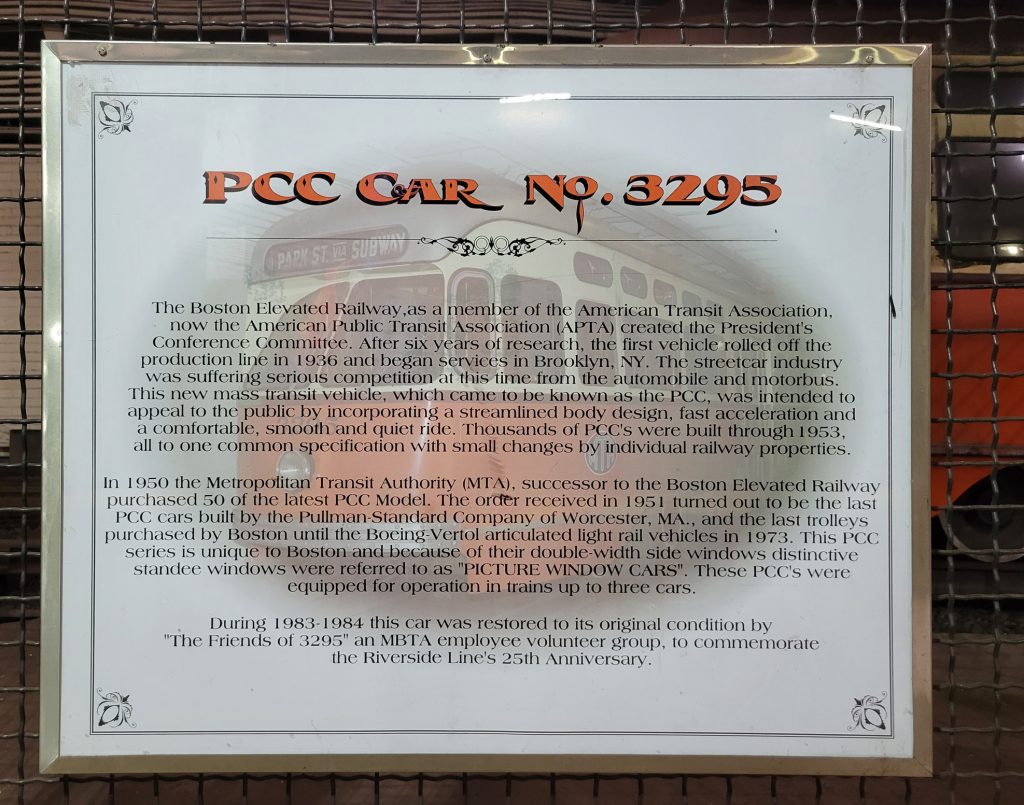 PCC CAR No. 3295
PARK ST. VIA SUBWAY
The Boston Elevated Railway,as a member of the American Transit Association,
now the American Public Transit Association (APTA) created the President's
Conference Committee. After six years of research, the first vehicle rolled off the
production line in 1936 and began services in Brooklyn, NY. The streetcar industry
was suffering serious competition at this time from the automobile and motorbus.
This new mass transit vehicle, which came to be known as the PCC, was intended to
appeal to the public by incorporating a streamlined body design, fast acceleration and
a comfortable, smooth and quiet ride. Thousands of PCC's were built through 1953,
all to one common specification with small changes by individual railway properties.
In 1950 the Metropolitan Transit Authority (MTA), successor to the Boston Elevated Railway
purchased 50 of the latest PCC Model. The order received in 1951 turned out to be the last
PCC cars built by the Pullman-Standard Company of Worcester, MA., and the last trolleys
purchased by Boston until the Boeing-Vertol articulated light rail vehicles in 1973. This PCC
series is unique to Boston and because of their double-width side windows distinctive
standee windows were referred to as "PICTURE WINDOW CARS". These PCC's were
equipped for operation in trains up to three cars.
During 1983-1984 this car was restored to its original condition by
"The Friends of 3295" an MBTA employee volunteer group, to commemorate
the Riverside Line's 25th Anniversary.